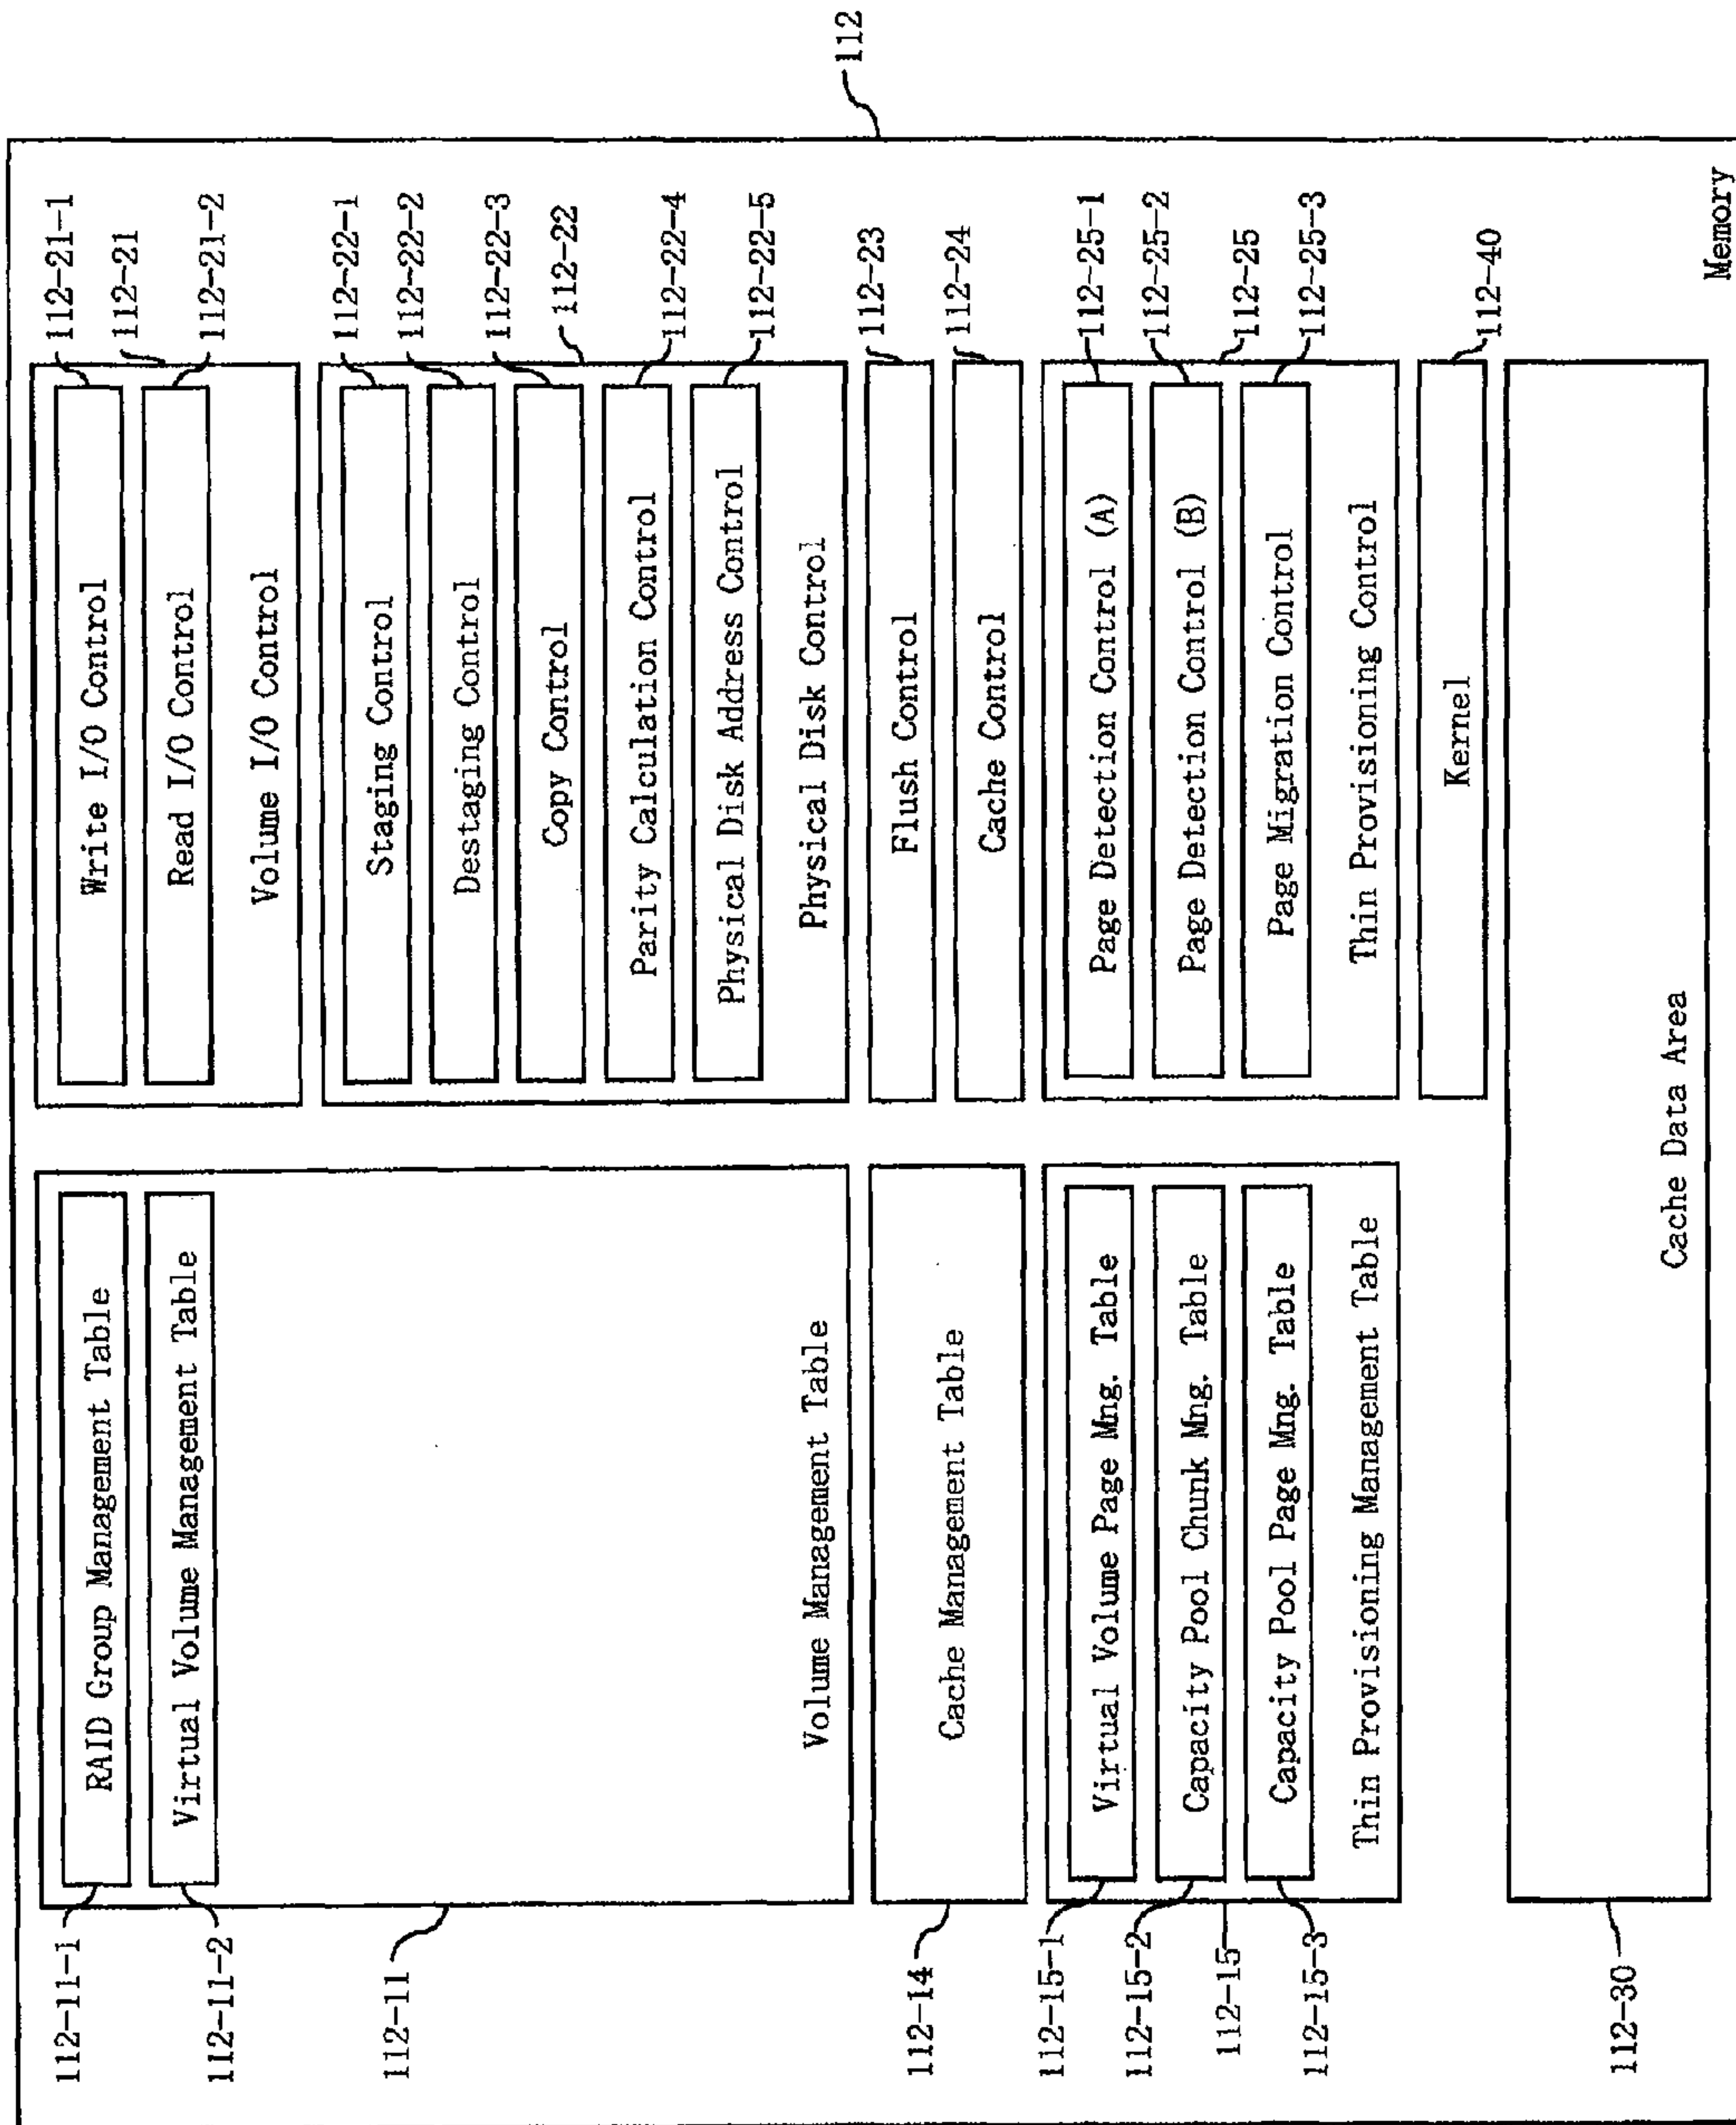 112-11-1
RAID Group Management Table
112-11-2
Virtual Volume Management Table
112-11
Volume Management Table
112-14
Cache Management Table
112-15-1
Virtual Volume Page Mng. Table
112-15-2
Capacity Pool Chunk Mng. Table
112-15
112-15-3
Capacity Pool Page Mng. Table
Thin Provisioning Management Table
112-30
Cache Data Area
Write I/O Control
112-21-1
112-21
Read I/O Control
112-21-2
Volume I/O Control
Staging Control
112-22-1
Destaging Control
112-22-2
Copy Control
112-22-3
112-22
Parity Calculation Control
112-22-4
Physical Disk Address Control
112-22-5
Physical Disk Control
Flush Control
112-23
Cache Control
112-24
Page Detection Control (A)
112-25-1
Page Detection Control (B)
112-25-2
112-25
Page Migration Control
112-25-3
Thin Provisioning Control
Kernel
112-40
Memory
112